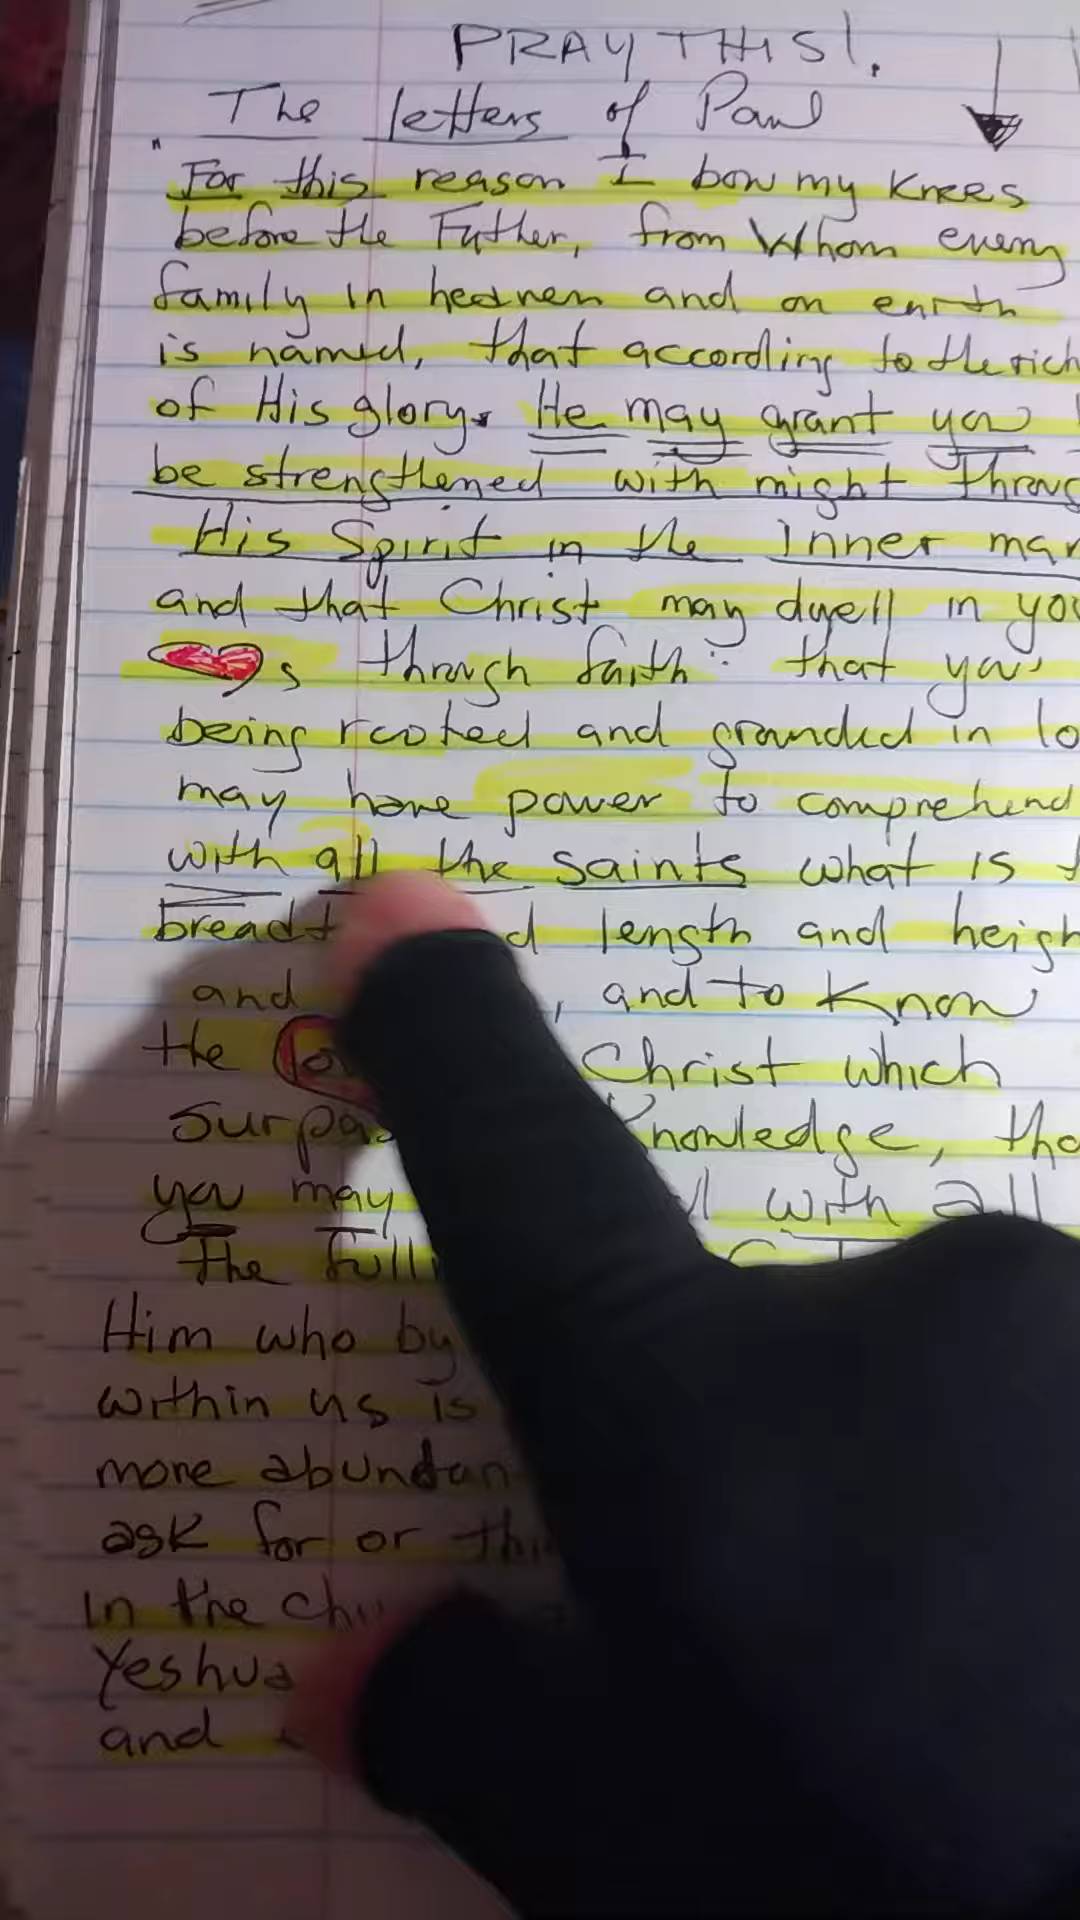 PRAY THIS!
The letters of Paul
"For this reason I bow my knees
before the Father, from Whom every
family in heaven and on earth
is named, that according to the rich
of His glory. He may grant you
be strengthened with might throug
His Spirit in the inner man
and that Christ may dwell in you
s through faith: that you
being rooted and grounded in lo
may have power to comprehend
with all the saints what is t
breadt d length and heigh
and , and to know
the lo Christ which
surpas knowledge, tha
you may with all
the full
Him who by
within us is
more abundan
ask for or thi
in the chu
Yeshua
and